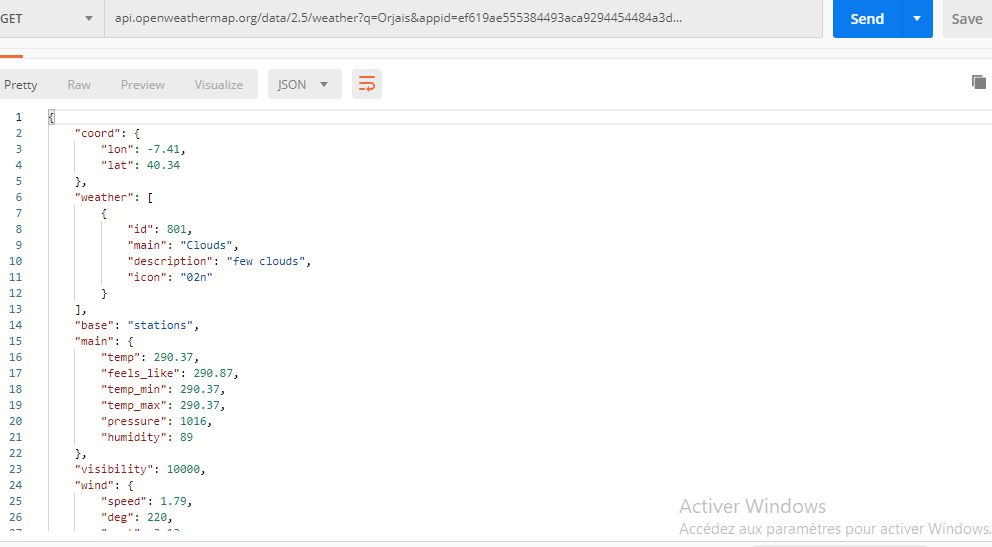 GET api.openweathermap.org/data/2.5/weather?q=Orjais&appid=ef619ae555384493aca9294454484a3d... Send Save
Pretty Raw Preview Visualize JSON
1 {
2 "coord": {
3 "lon": -7.41,
4 "lat": 40.34
5 },
6 "weather": [
7 {
8 "id": 801,
9 "main": "Clouds",
10 "description": "few clouds",
11 "icon": "02n"
12 }
13 ],
14 "base": "stations",
15 "main": {
16 "temp": 290.37,
17 "feels_like": 290.87,
18 "temp_min": 290.37,
19 "temp_max": 290.37,
20 "pressure": 1016,
21 "humidity": 89
22 },
23 "visibility": 10000,
24 "wind": {
25 "speed": 1.79,
26 "deg": 220,
Activer Windows
Accédez aux paramètres pour activer Windows.